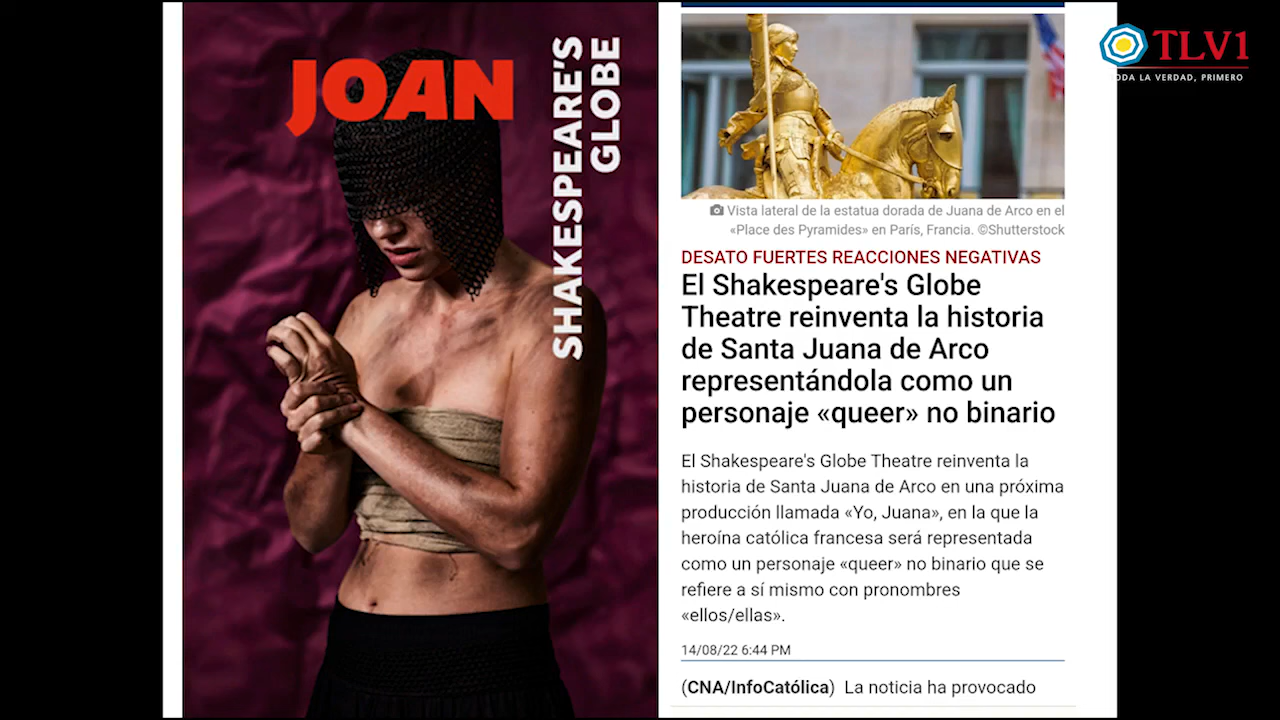 JOAN
SHAKESPEARE'S
GLOBE
TLV1
ODA LA VERDAD, PRIMERO
Vista lateral de la estatua dorada de Juana de Arco en el
«Place des Pyramides» en París, Francia. ©Shutterstock
DESATO FUERTES REACCIONES NEGATIVAS
El Shakespeare's Globe
Theatre reinventa la historia
de Santa Juana de Arco
representándola como un
personaje «queer» no binario
El Shakespeare's Globe Theatre reinventa la
historia de Santa Juana de Arco en una próxima
producción llamada «Yo, Juana», en la que la
heroína católica francesa será representada
como un personaje «queer» no binario que se
refiere a sí mismo con pronombres
«ellos/ellas».
14/08/22 6:44 PM
(CNA/InfoCatólica) La noticia ha provocado